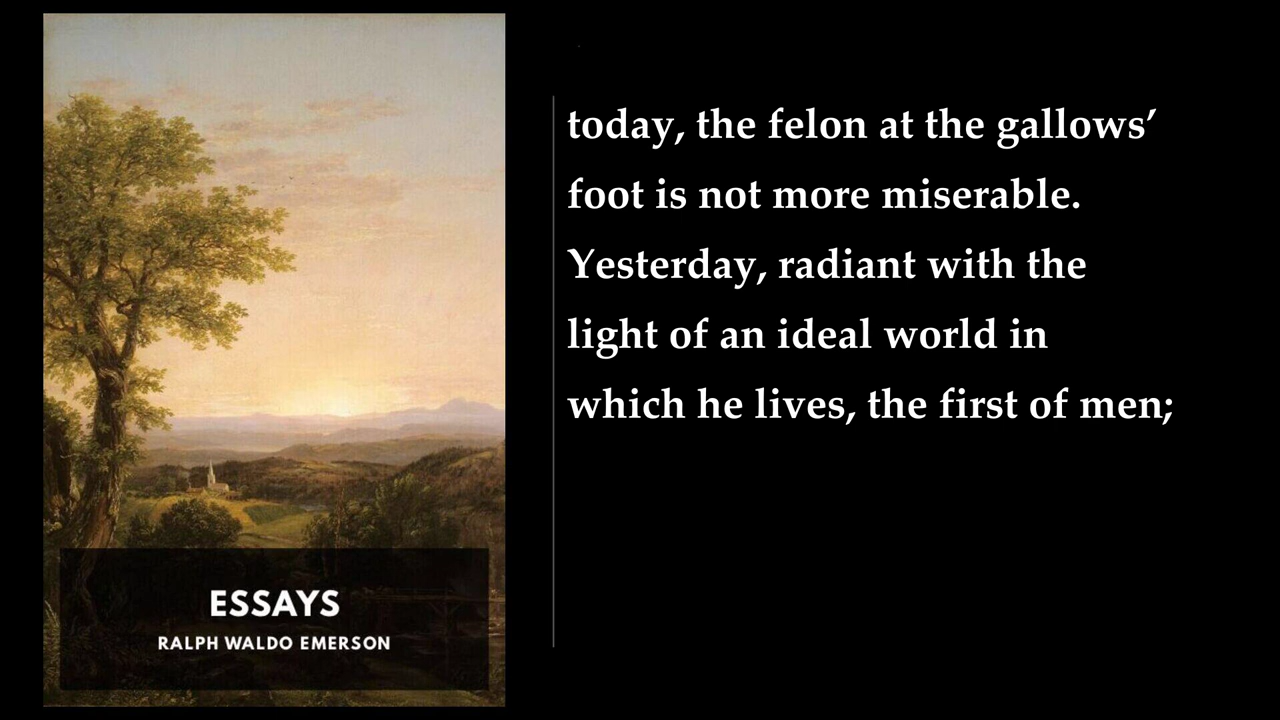 ESSAYS
RALPH WALDO EMERSON
today, the felon at the gallows’
foot is not more miserable.
Yesterday, radiant with the
light of an ideal world in
which he lives, the first of men;